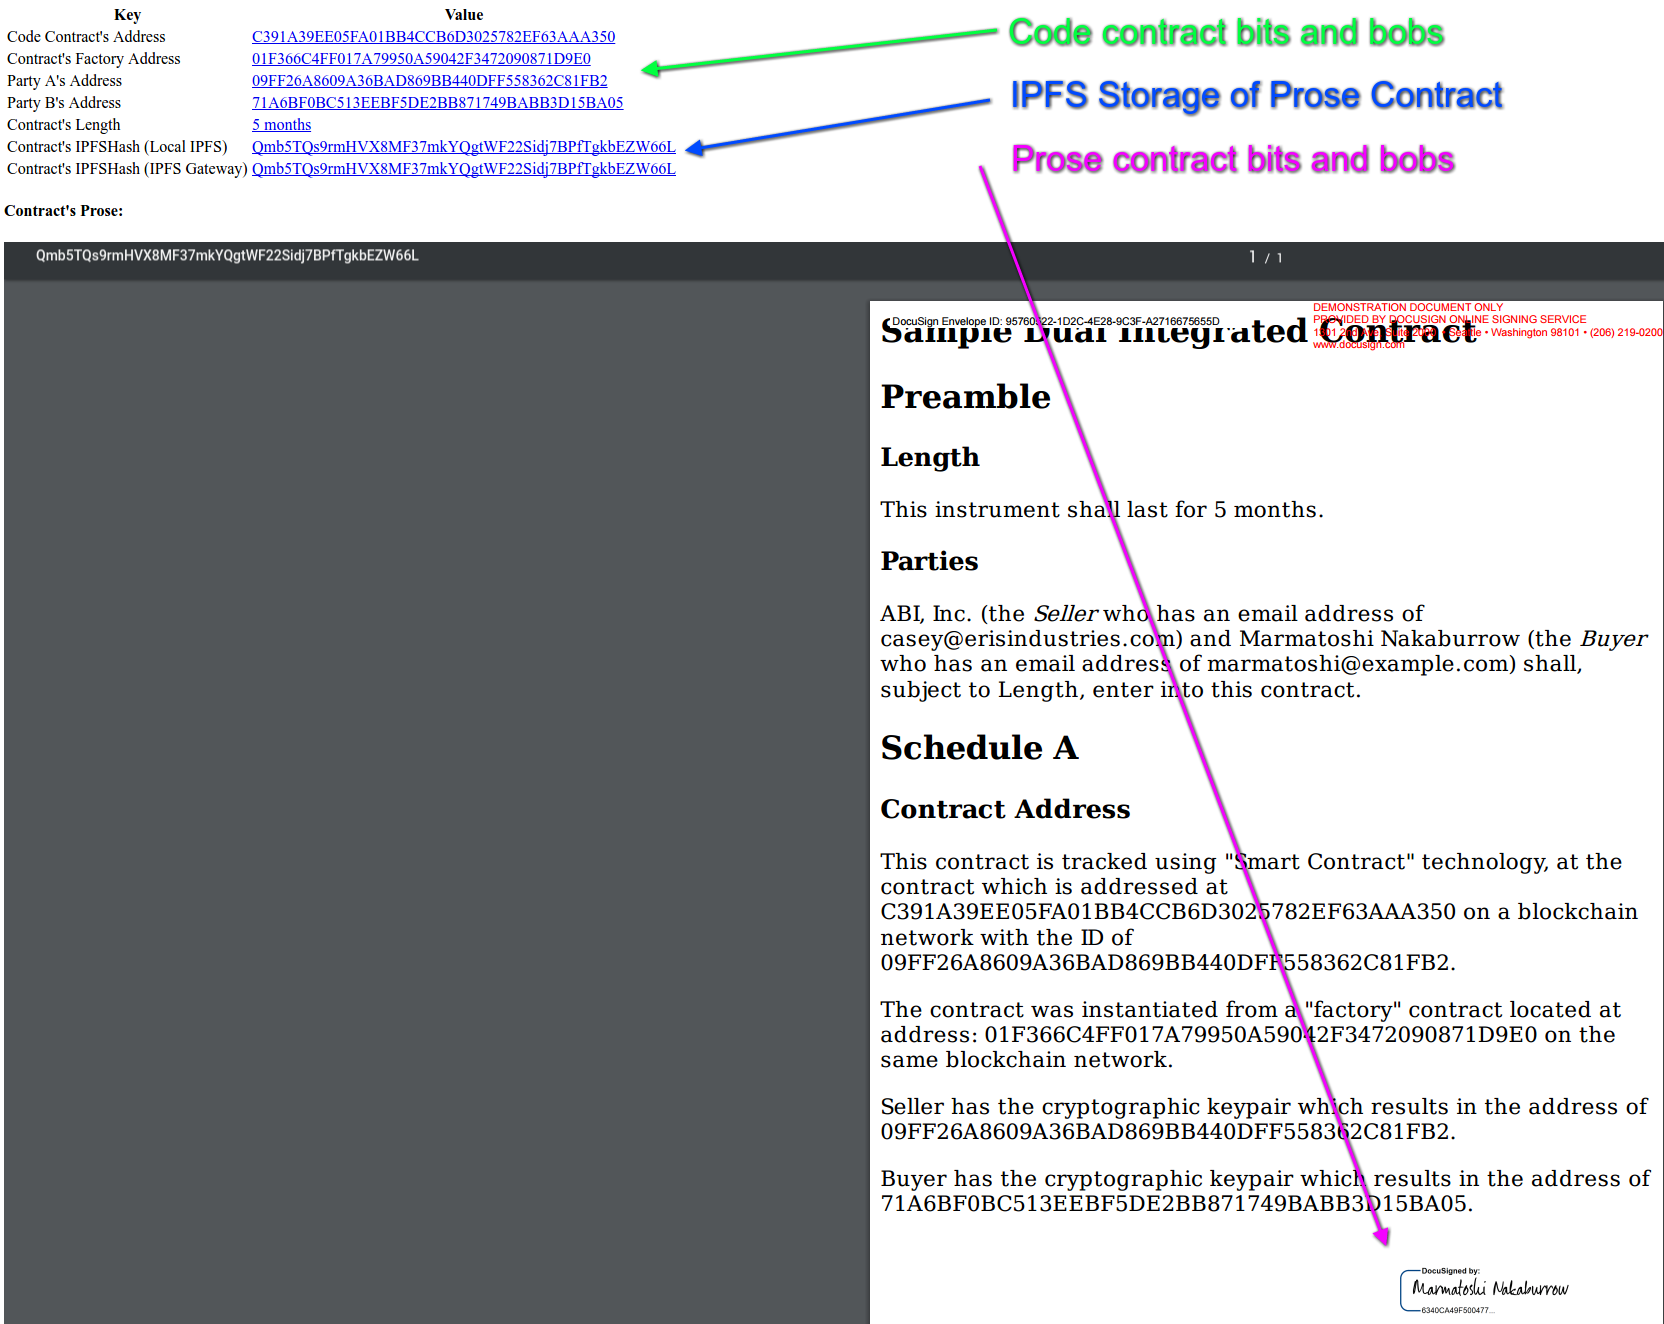 Key Value
Code Contract's Address C391A39EE05FA01BB4CCB6D3025782EF63AAA350
Contract's Factory Address 01F366C4FF017A79950A59042F3472090871D9E0
Party A's Address 09FF26A8609A36BAD869BB440DFF558362C81FB2
Party B's Address 71A6BF0BC513EEBF5DE2BB871749BABB3D15BA05
Contract's Length 5 months
Contract's IPFSHash (Local IPFS) Qmb5TQs9rmHVX8MF37mkYQgtWF22Sidj7BPfTgkbEZW66L
Contract's IPFSHash (IPFS Gateway) Qmb5TQs9rmHVX8MF37mkYQgtWF22Sidj7BPfTgkbEZW66L
Code contract bits and bobs
IPFS Storage of Prose Contract
Prose contract bits and bobs
Contract's Prose:
Qmb5TQs9rmHVX8MF37mkYQgtWF22Sidj7BPfTgkbEZW66L 1 / 1
DocuSign Envelope ID: 95760522-1D2C-4E28-9C3F-A2716675655D
DEMONSTRATION DOCUMENT ONLY
PROVIDED BY DOCUSIGN ONLINE SIGNING SERVICE
1301 2nd Ave, Suite 2000 • Seattle • Washington 98101 • (206) 219-0200
www.docusign.com
Sample Dual Integrated Contract
Preamble
Length
This instrument shall last for 5 months.
Parties
ABI, Inc. (the Seller who has an email address of
casey@erisindustries.com) and Marmatoshi Nakaburrow (the Buyer
who has an email address of marmatoshi@example.com) shall,
subject to Length, enter into this contract.
Schedule A
Contract Address
This contract is tracked using "Smart Contract" technology, at the
contract which is addressed at
C391A39EE05FA01BB4CCB6D3025782EF63AAA350 on a blockchain
network with the ID of
09FF26A8609A36BAD869BB440DFF558362C81FB2.
The contract was instantiated from a "factory" contract located at
address: 01F366C4FF017A79950A59042F3472090871D9E0 on the
same blockchain network.
Seller has the cryptographic keypair which results in the address of
09FF26A8609A36BAD869BB440DFF558362C81FB2.
Buyer has the cryptographic keypair which results in the address of
71A6BF0BC513EEBF5DE2BB871749BABB3D15BA05.
DocuSigned by:
Marmatoshi Nakaburrow
6340CA49F500477...